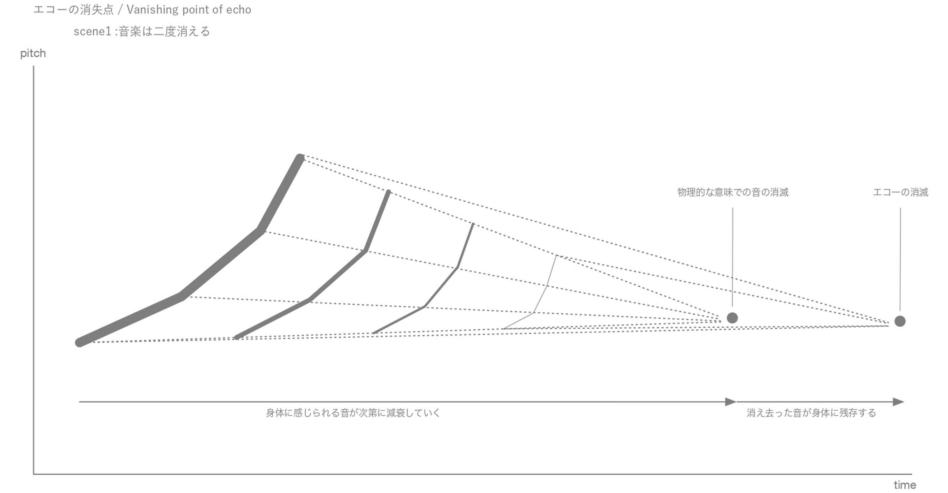 エコーの消失点 / Vanishing point of echo
scene1 :音楽は二度消える
pitch
物理的な意味での音の消滅
エコーの消滅
身体に感じられる音が次第に減衰していく
消え去った音が身体に残存する
time